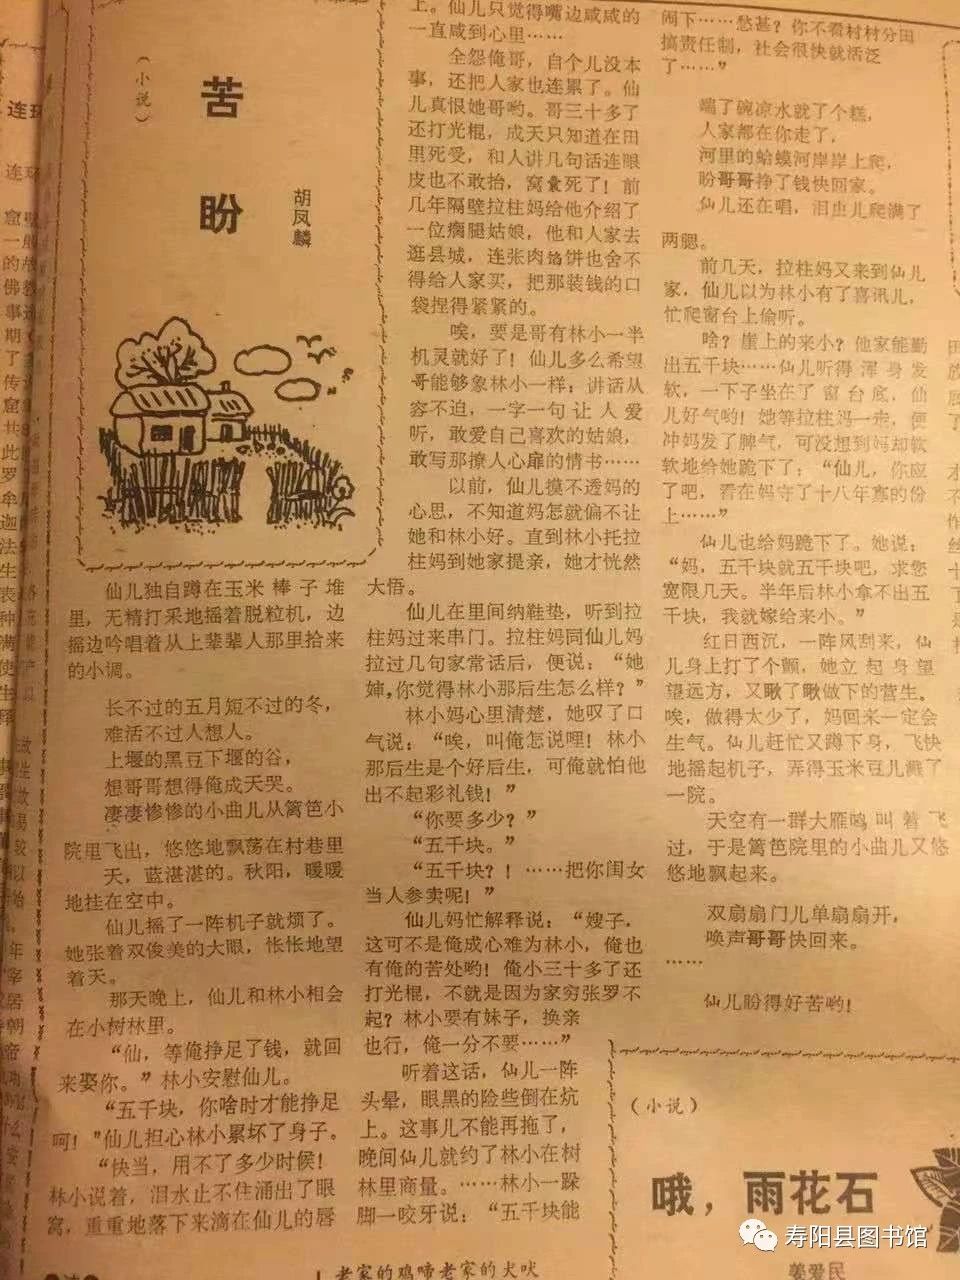 （小说）
苦盼
胡凤麟
仙儿独自蹲在玉米棒子堆
里，无精打采地摇着脱粒机，边
摇边吟唱着从上辈辈人那里拾来
的小调。
长不过的五月短不过的冬，
难活不过人想人。
上堰的黑豆下堰的谷，
想哥哥想得俺成天哭。
凄凄惨惨的小曲儿从篱笆小
院里飞出，悠悠地飘荡在村巷里
天，蓝湛湛的。秋阳，暖暖
地挂在空中。
仙儿摇了一阵机子就烦了。
她张着双俊美的大眼，怅怅地望
着天。
那天晚上，仙儿和林小相会
在小树林里。
“仙，等俺挣足了钱，就回
来娶你。”林小安慰仙儿。
“五千块，你啥时才能挣足
呵！”仙儿担心林小累坏了身子。
“快当，用不了多少时候！
林小说着，泪水止不住涌出了眼
窝，重重地落下来滴在仙儿的唇
上。仙儿只觉得嘴边咸咸的
一直咸到心里……
全怨俺哥，自个儿没本
事，还把人家也连累了。仙
儿真恨她哥哟。哥三十多了
还打光棍，成天只知道在田
里死受，和人讲几句话连眼
皮也不敢抬，窝囊死了！前
几年隔壁拉柱妈给他介绍了
一位瘸腿姑娘，他和人家去
逛县城，连张肉馅饼也舍不
得给人家买，把那装钱的口
袋捏得紧紧的。
唉，要是哥有林小一半
机灵就好了！仙儿多么希望
哥能够象林小一样：讲话从
容不迫，一字一句让人爱
听，敢爱自己喜欢的姑娘，
敢写那撩人心扉的情书……
以前，仙儿摸不透妈的
心思，不知道妈怎就偏不让
她和林小好。直到林小托拉
柱妈到她家提亲，她才恍然
大悟。
仙儿在里间纳鞋垫，听到拉
柱妈过来串门。拉柱妈同仙儿妈
拉过几句家常话后，便说：“她
婶，你觉得林小那后生怎么样？”
林小妈心里清楚，她叹了口
气说：“唉，叫俺怎说哩！林小
那后生是个好后生，可俺就怕他
出不起彩礼钱！”
“你要多少？”
“五千块。”
“五千块？！……把你闺女
当人参卖呢！”
仙儿妈忙解释说：“嫂子，
这可不是俺成心难为林小，俺也
有俺的苦处哟！俺小三十多了还
打光棍，不就是因为家穷张罗不
起？林小要有妹子，换亲
也行，俺一分不要……”
听着这话，仙儿一阵
头晕，眼黑的险些倒在炕
上。这事儿不能再拖了，
晚间仙儿就约了林小在树
林里商量。……林小一跺
脚一咬牙说：“五千块能
闹下……愁甚？你不看村村分田
搞责任制，社会很快就活泛
了……”
喘了碗凉水就了个糕，
人家都在你走了，
河里的蛤蟆河岸岸上爬，
盼哥哥挣了钱快回家。
仙儿还在唱，泪虫儿爬满了
两腮。
前几天，拉柱妈又来到仙儿
家，仙儿以为林小有了喜讯儿，
忙爬窗台上偷听。
啥？崖上的来小？他家能勤
出五千块……仙儿听得浑身发
软，一下子坐在了窗台底，仙
儿好气哟！她等拉柱妈一走，便
冲妈发了脾气，可没想到妈却软
软地给她跪下了：“仙儿，你应
了吧，看在妈守了十八年寡的份
上……”
仙儿也给妈跪下了。她说：
“妈，五千块就五千块吧，求您
宽限几天。半年后林小拿不出五
千块，我就嫁给来小。”
红日西沉，一阵风刮来，仙
儿身上打了个颤，她立起身望
望远方，又瞅了瞅做下的营生。
唉，做得太少了，妈回来一定会
生气。仙儿赶忙又蹲下身，飞快
地摇起机子，弄得玉米豆儿溅了
一院。
天空有一群大雁鸣叫着飞
过，于是篱笆院里的小曲儿又悠
悠地飘起来。
双扇扇门儿单扇扇开，
唤声哥哥快回来。
……
仙儿盼得好苦哟！
（小说）
哦，雨花石
姜爱民
老家的鸡啼老家的犬吠
寿阳县图书馆